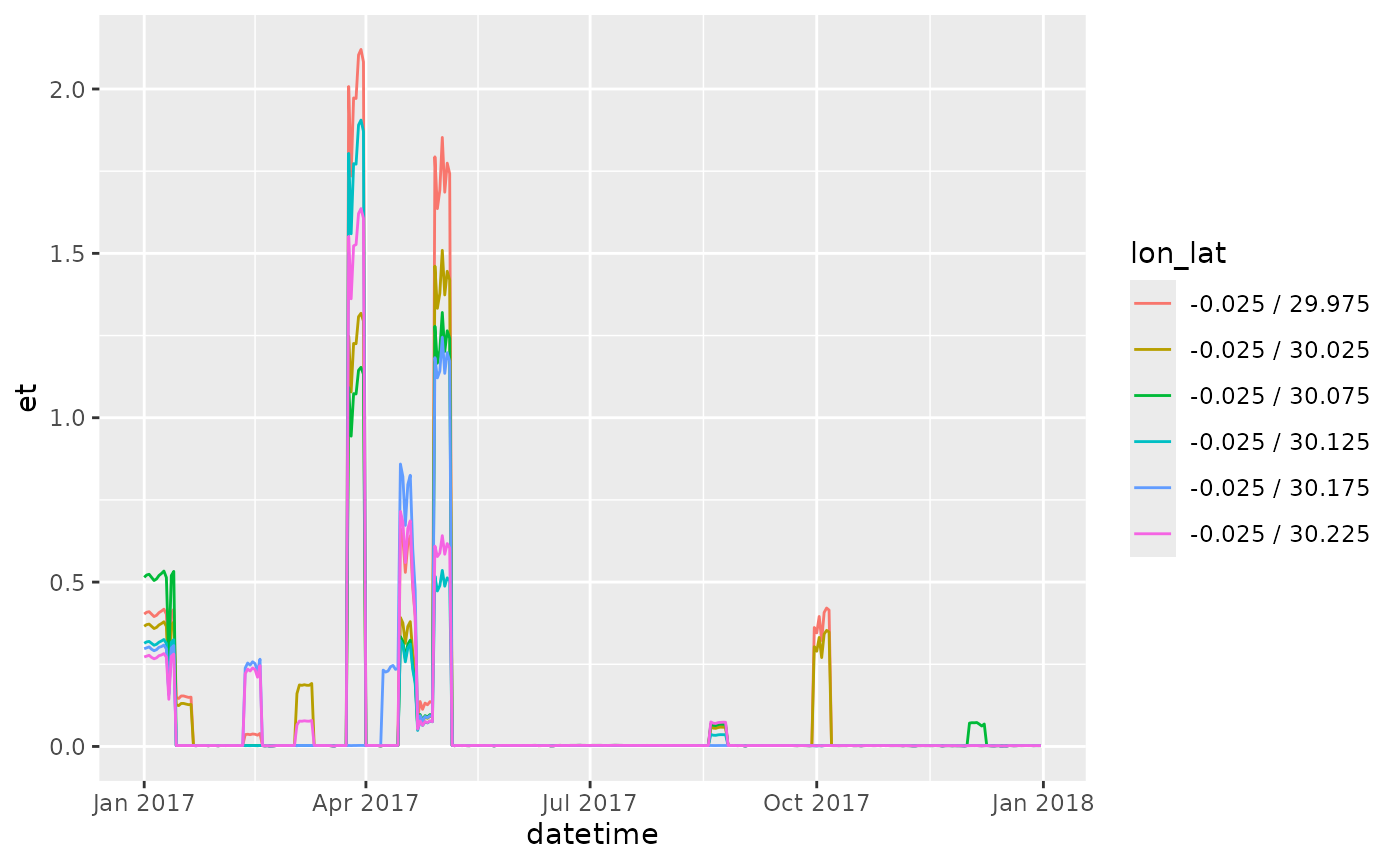 2.0
1.5
1.0
0.5
0.0
et
Jan 2017
Apr 2017
Jul 2017
Oct 2017
Jan 2018
datetime
lon_lat
-0.025 / 29.975
-0.025 / 30.025
-0.025 / 30.075
-0.025 / 30.125
-0.025 / 30.175
-0.025 / 30.225